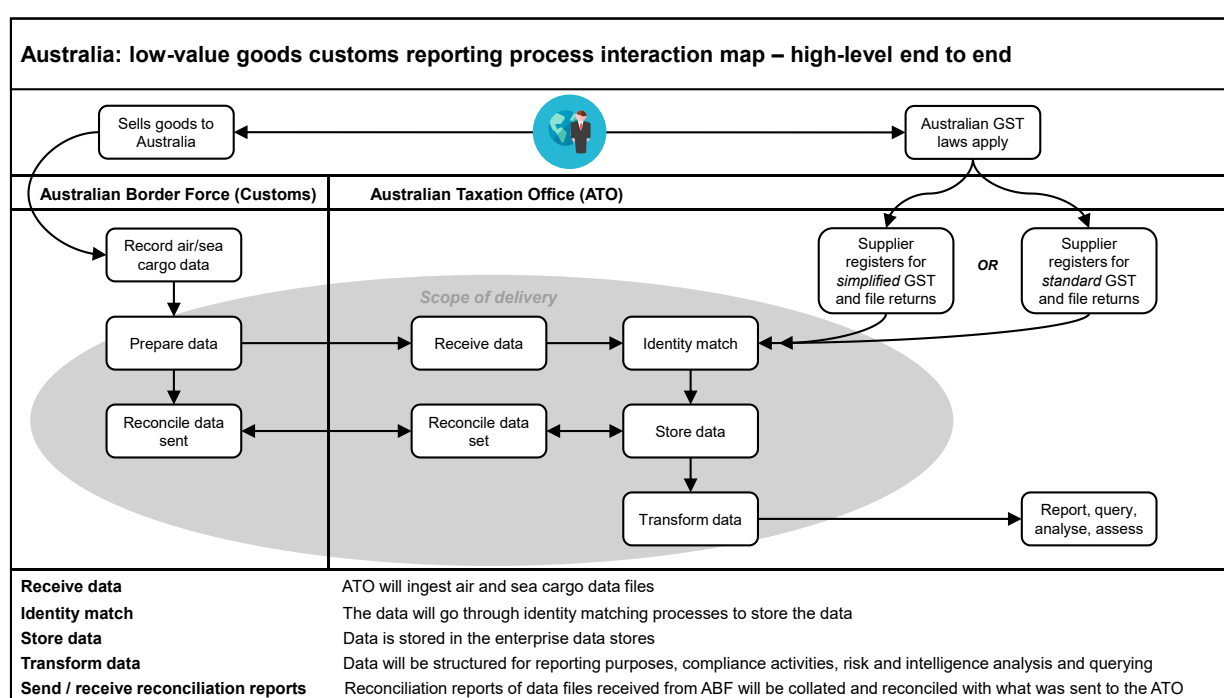 Australia: low-value goods customs reporting process interaction map – high-level end to end
Sells goods to
Australia
Australian GST
laws apply
Australian Border Force (Customs)
Australian Taxation Office (ATO)
Record air/sea
cargo data
Supplier
registers for
simplified GST
and file returns
OR
Supplier
registers for
standard GST
and file returns
Scope of delivery
Prepare data
Receive data
Identity match
Reconcile data
sent
Reconcile data
set
Store data
Transform data
Report, query,
analyse, assess
Receive data ATO will ingest air and sea cargo data files
Identity match The data will go through identity matching processes to store the data
Store data Data is stored in the enterprise data stores
Transform data Data will be structured for reporting purposes, compliance activities, risk and intelligence analysis and querying
Send / receive reconciliation reports Reconciliation reports of data files received from ABF will be collated and reconciled with what was sent to the ATO